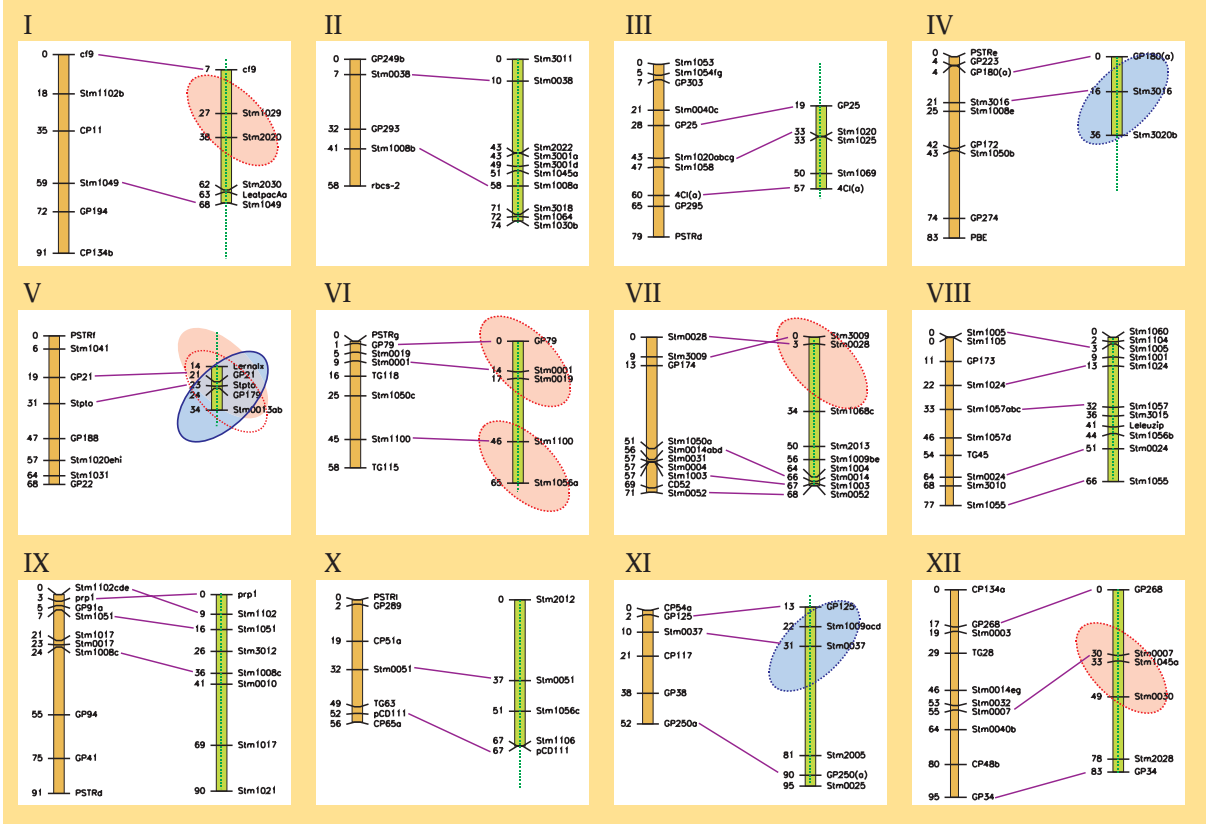 I
0 cf9
18 Stm1102b
35 CP11
59 Stm1049
72 GP194
91 CP134b
7 cf9
27 Stm1029
38 Stm2020
62 Stm2030
63 LeatpacAa
68 Stm1049
II
0 GP249b
7 Stm0038
32 GP293
41 Stm1008b
58 rbcs-2
0 Stm3011
10 Stm0038
43 Stm2022
43 Stm3001a
49 Stm3001d
51 Stm1045a
58 Stm1008a
71 Stm3018
72 Stm1064
74 Stm1030b
III
0 Stm1053
5 Stm1054fg
7 GP303
21 Stm0040c
28 GP25
43 Stm1020abcg
47 Stm1058
60 4Cl(a)
65 GP295
79 PSTRd
19 GP25
33 Stm1020
33 Stm1025
50 Stm1069
57 4Cl(a)
IV
0 PSTRe
4 GP223
4 GP180(a)
21 Stm3016
25 Stm1008e
42 GP172
43 Stm1050b
74 GP274
83 PBE
0 GP180(a)
16 Stm3016
36 Stm3020b
V
0 PSTRf
6 Stm1041
19 GP21
31 Stpto
47 GP188
57 Stm1020ehi
64 Stm1031
68 GP22
14 Lernalx
21 GP21
23 Stpto
24 GP179
34 Stm0013ab
VI
0 PSTRg
1 GP79
5 Stm0019
9 Stm0001
16 TG118
25 Stm1050c
45 Stm1100
58 TG115
0 GP79
14 Stm0001
17 Stm0019
46 Stm1100
65 Stm1056a
VII
0 Stm0028
9 Stm3009
13 GP174
51 Stm1050a
56 Stm0014abd
57 Stm0031
57 Stm0004
57 Stm1003
69 CD52
71 Stm0052
0 Stm3009
3 Stm0028
34 Stm1068c
50 Stm2013
56 Stm1009be
64 Stm1004
66 Stm0014
67 Stm1003
68 Stm0052
VIII
0 Stm1005
0 Stm1105
11 GP173
22 Stm1024
33 Stm1057abc
46 Stm1057d
54 TG45
64 Stm0024
68 Stm3010
77 Stm1055
0 Stm1060
2 Stm1104
3 Stm1005
9 Stm1001
13 Stm1024
32 Stm1057
36 Stm3015
41 Leleuzip
44 Stm1056b
51 Stm0024
66 Stm1055
IX
0 Stm1102cde
3 prp1
5 GP91a
7 Stm1051
21 Stm1017
23 Stm0017
24 Stm1008c
55 GP94
75 GP41
91 PSTRd
0 prp1
9 Stm1102
16 Stm1051
26 Stm3012
36 Stm1008c
41 Stm0010
69 Stm1017
90 Stm1021
X
0 PSTRi
2 GP289
19 CP51a
32 Stm0051
49 TG63
52 pCD111
56 CP65a
0 Stm2012
37 Stm0051
51 Stm1056c
67 Stm1106
67 pCD111
XI
0 CP54a
2 GP125
10 Stm0037
21 CP117
38 GP38
52 GP250a
13 GP125
22 Stm1009acd
31 Stm0037
81 Stm2005
90 GP250(a)
95 Stm0025
XII
0 CP134a
17 GP268
19 Stm0003
29 TG28
46 Stm0014eg
53 Stm0032
55 Stm0007
64 Stm0040b
80 CP48b
95 GP34
0 GP268
30 Stm0007
33 Stm1045a
49 Stm0030
78 Stm2028
83 GP34